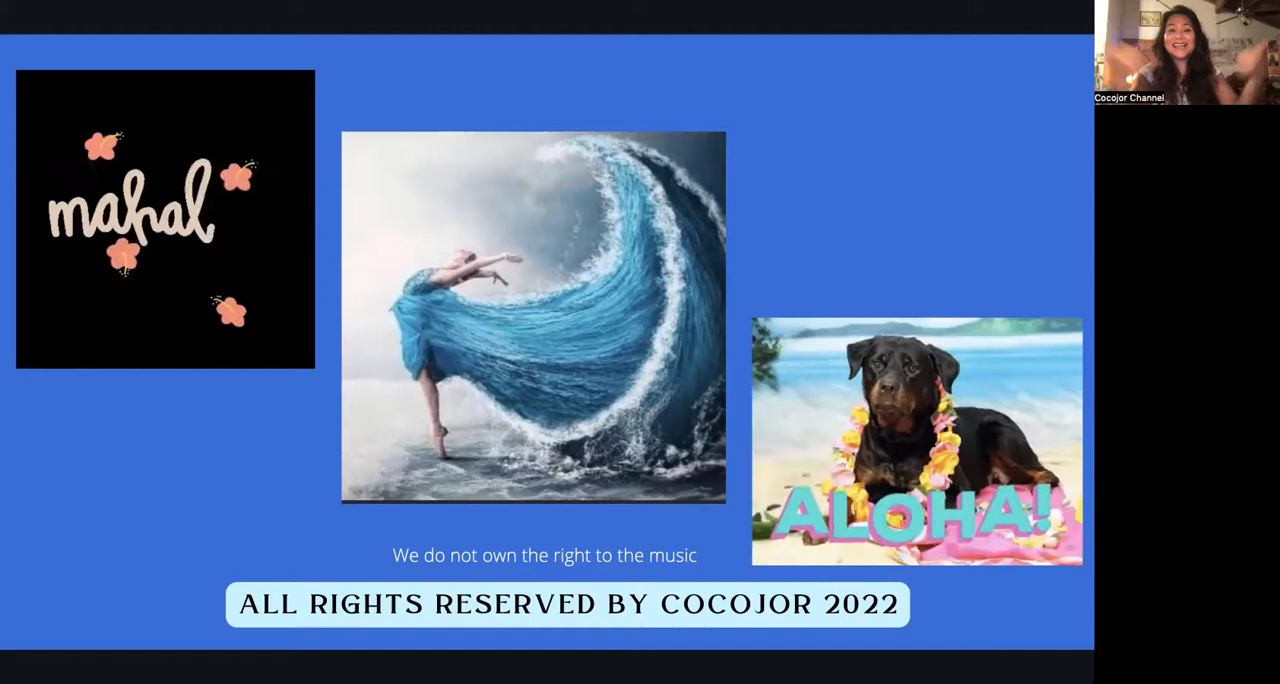 Cocojor Channel
mahal
ALOHA!
We do not own the right to the music
ALL RIGHTS RESERVED BY COCOJOR 2022